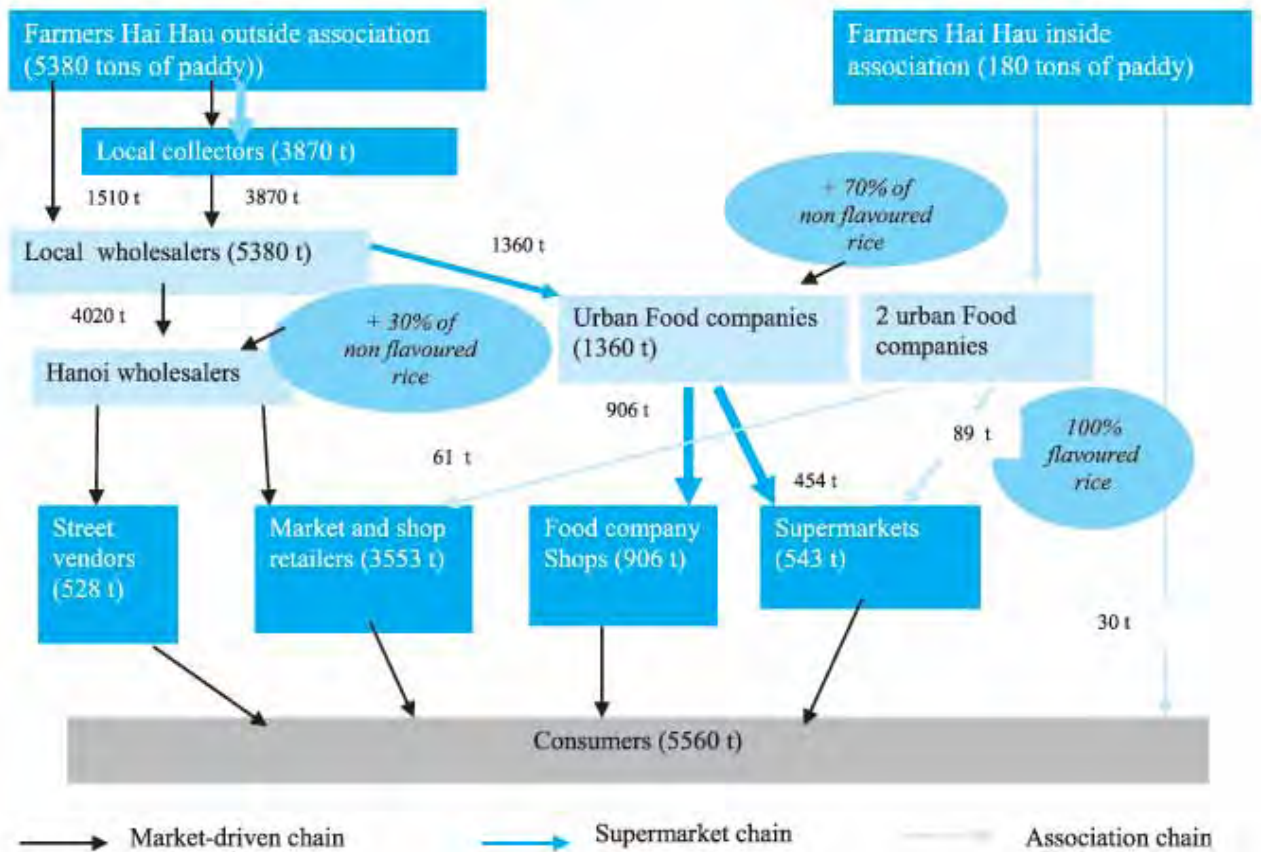 Farmers Hai Hau outside association
(5380 tons of paddy))
Farmers Hai Hau inside
association (180 tons of paddy)
Local collectors (3870 t)
1510 t
3870 t
+ 70% of
non flavoured
rice
Local wholesalers (5380 t)
1360 t
4020 t
+ 30% of
non flavoured
rice
Urban Food companies
(1360 t)
2 urban Food
companies
Hanoi wholesalers
906 t
61 t
89 t
100%
flavoured
rice
454 t
Street
vendors
(528 t)
Market and shop
retailers (3553 t)
Food company
Shops (906 t)
Supermarkets
(543 t)
30 t
Consumers (5560 t)
Market-driven chain
Supermarket chain
Association chain